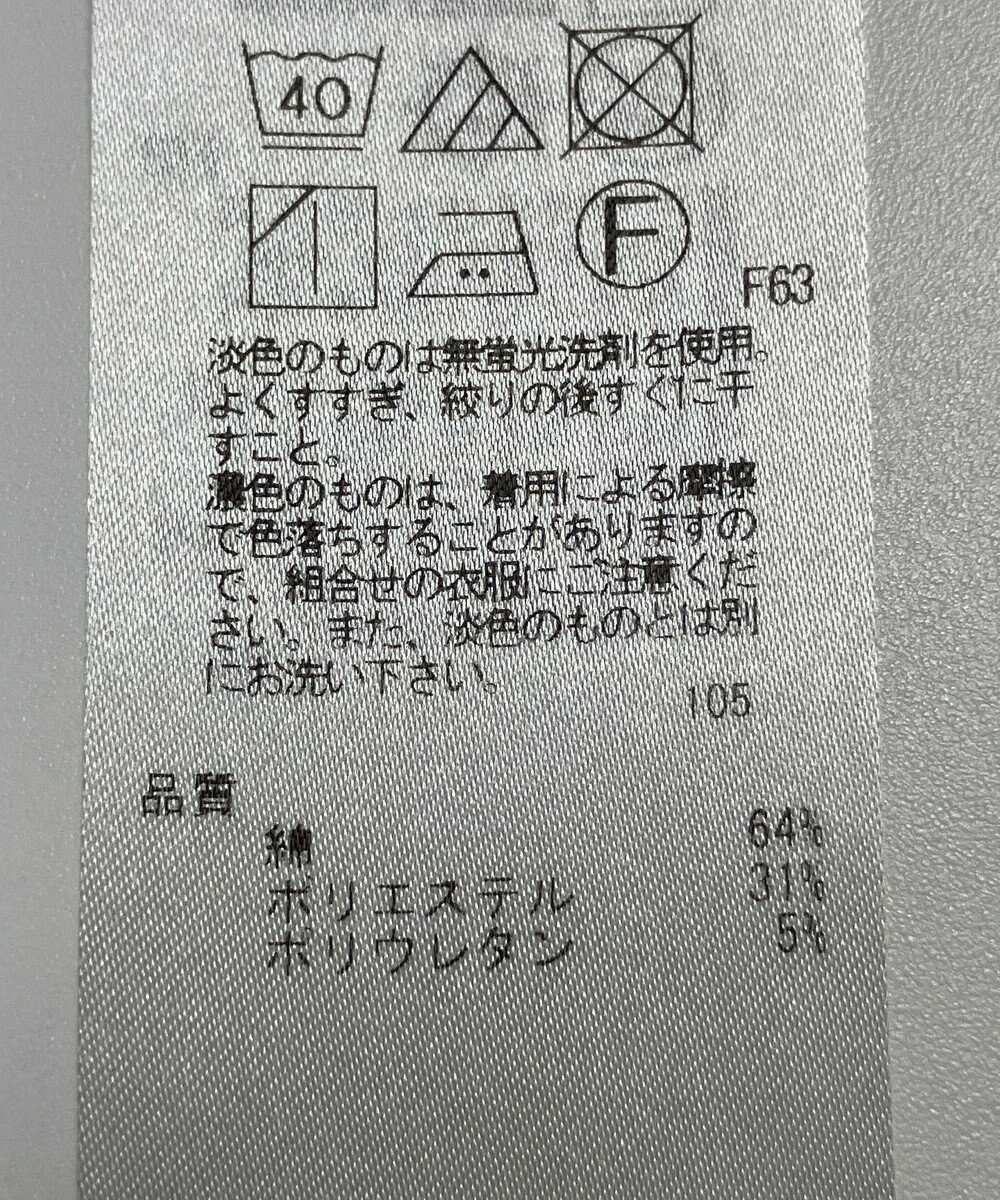 40
F
F63
淡色のものは無蛍光洗剤を使用。
よくすすぎ、絞りの後すぐに干
すこと。
濃色のものは、着用による摩擦
で色落ちすることがありますの
で、組合せの衣服にご注意くだ
さい。また、淡色のものとは別
にお洗い下さい。
105
品質
綿 64%
ポリエステル 31%
ポリウレタン 5%